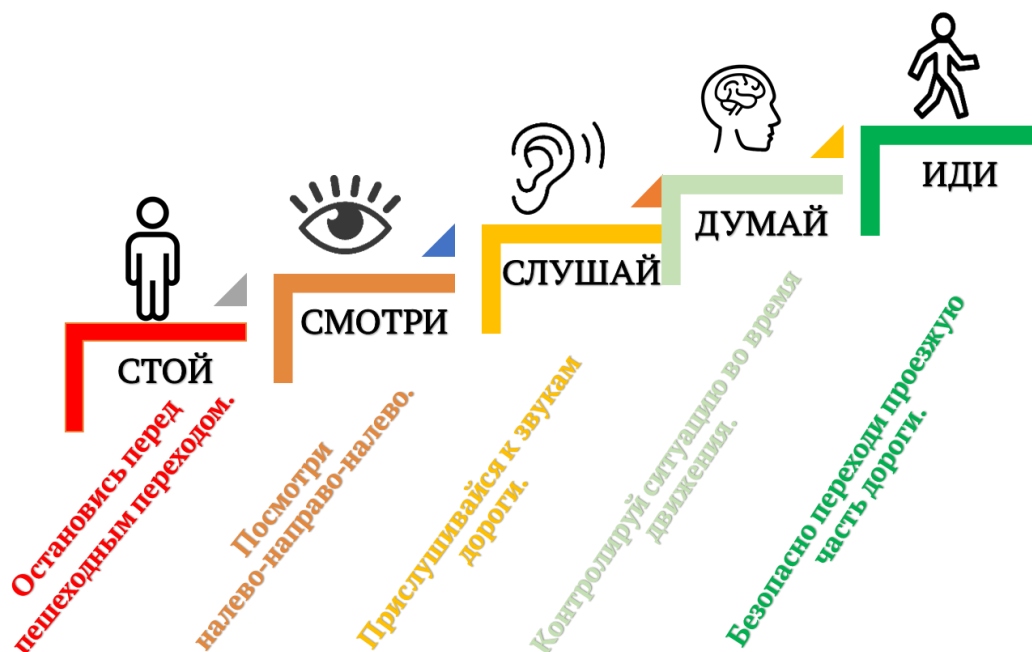 СТОЙ
Остановись перед
пешеходным переходом.
СМОТРИ
Посмотри
налево-направо-налево.
СЛУШАЙ
Прислушивайся к звукам
дороги.
ДУМАЙ
Контролируй ситуацию во время
движения.
ИДИ
Безопасно переходи проезжую
часть дороги.